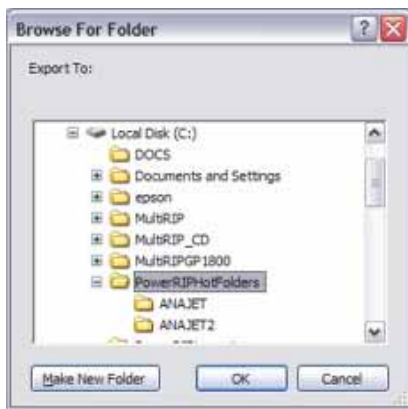 Browse For Folder
Export To:
Local Disk (C:)
DOCS
Documents and Settings
epson
MultiRIP
MultiRIP_CD
MultiRIPGP1800
PowerRIPHotFolders
ANAJET
ANAJET2
Make New Folder OK Cancel